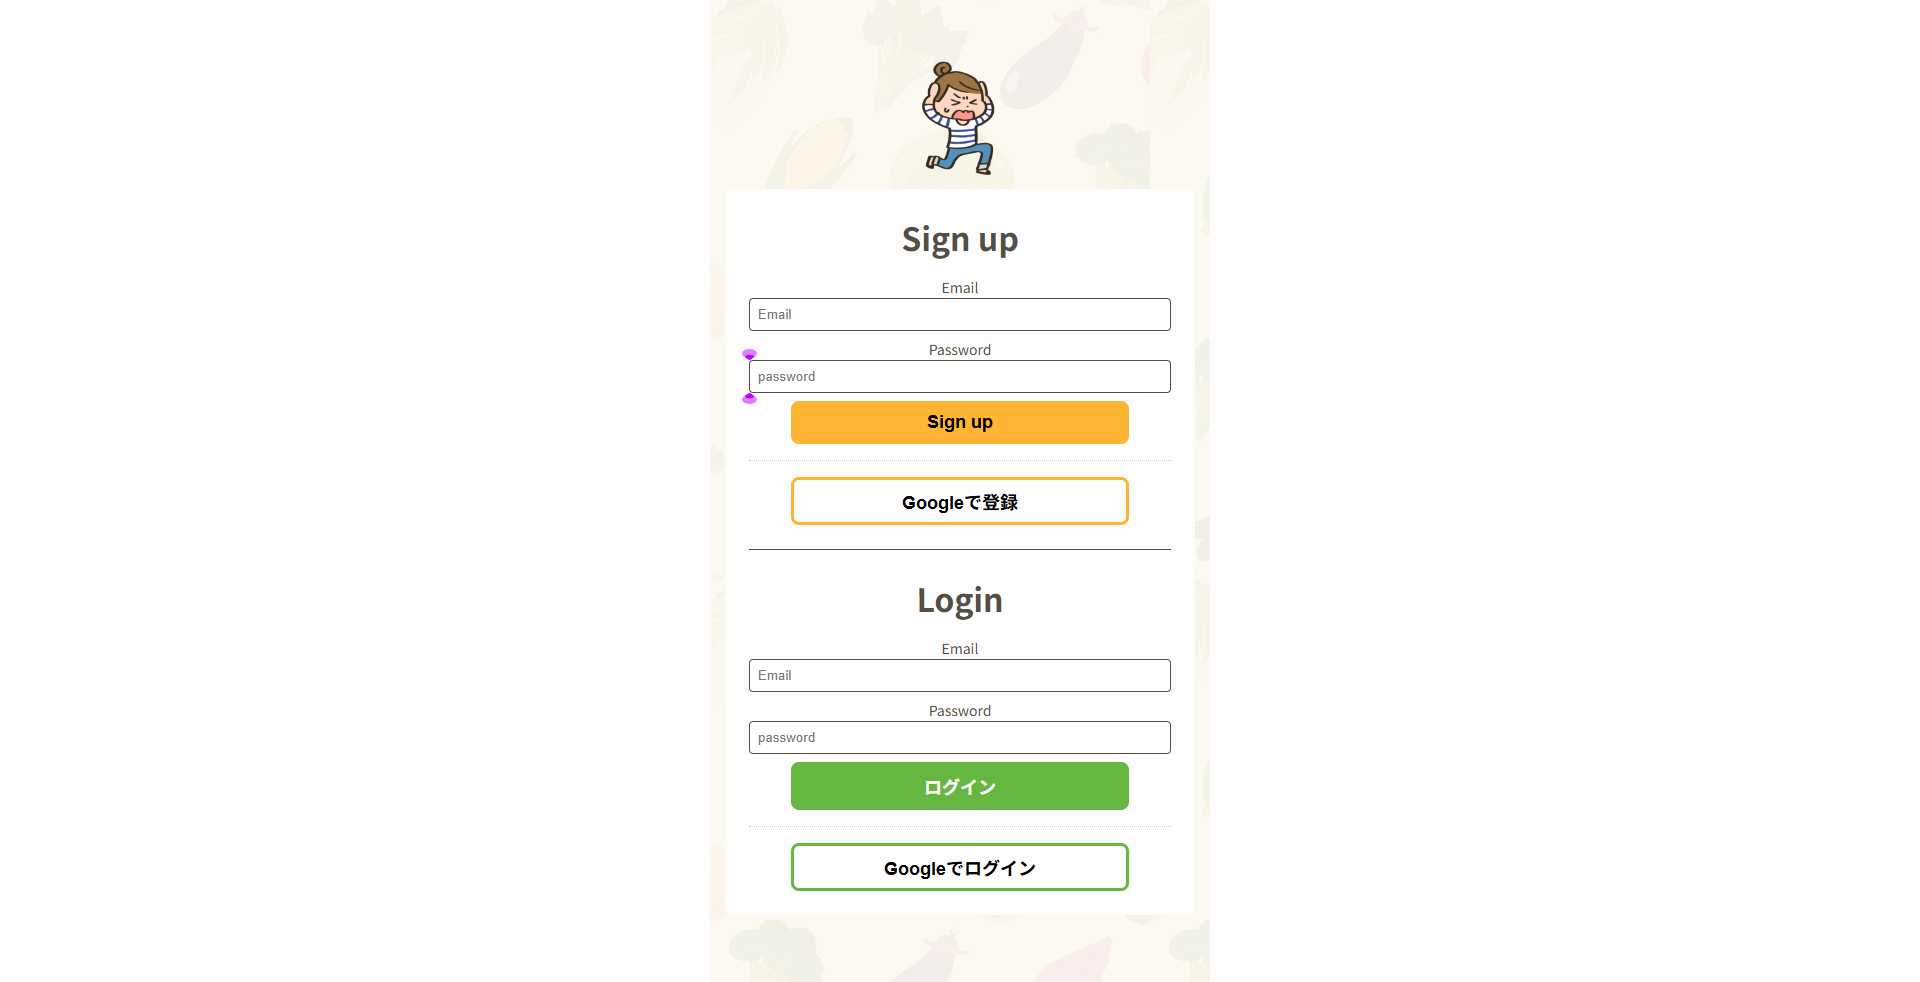 Sign up
Email
Email
Password
password
Sign up
Googleで登録
Login
Email
Email
Password
password
ログイン
Googleでログイン